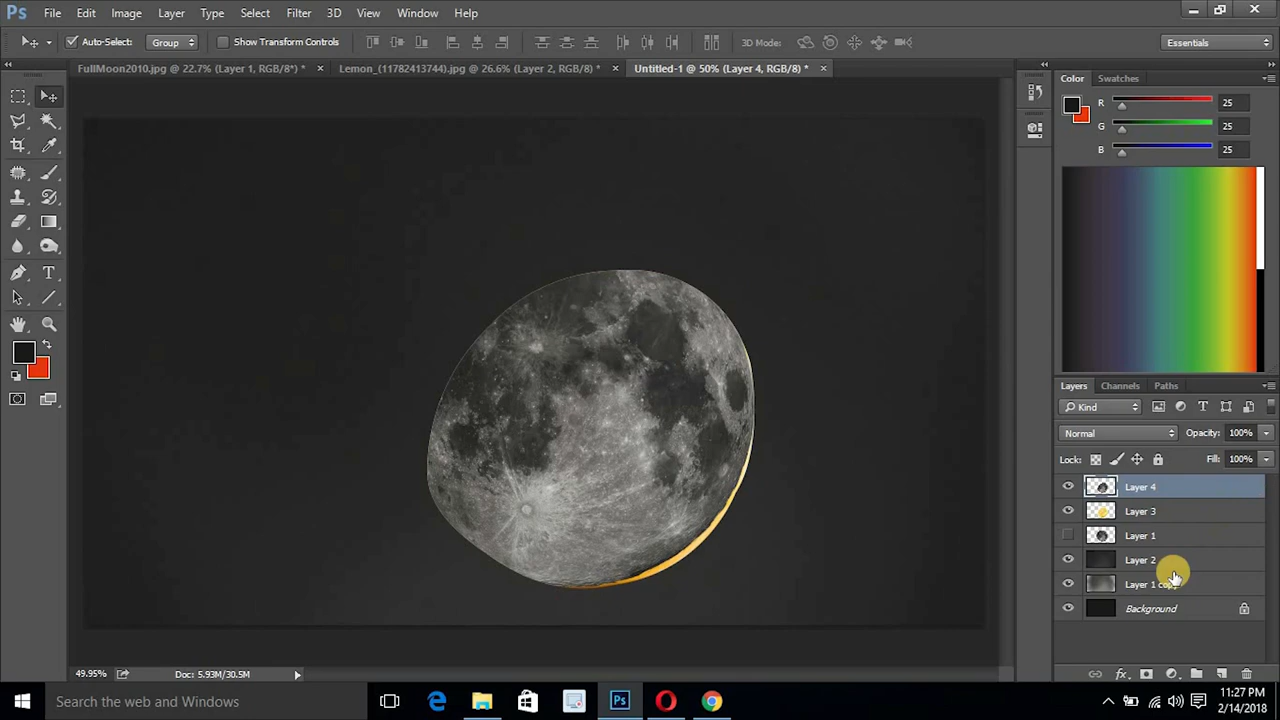 Ps File Edit Image Layer Type Select Filter 3D View Window Help
Auto-Select: Group Show Transform Controls 3D Mode: Essentials
FullMoon2010.jpg @ 22.7% (Layer 1, RGB/8*) * × Lemon_(11782413744).jpg @ 26.6% (Layer 2, RGB/8) * × Untitled-1 @ 50% (Layer 4, RGB/8) * ×
Color Swatches
R 25
G 25
B 25
Layers Channels Paths
Kind
Normal Opacity: 100%
Lock: Fill: 100%
Layer 4
Layer 3
Layer 1
Layer 2
Layer 1
Background
fx
49.95% Doc: 5.93M/30.5M
Search the web and Windows
Ps
11:27 PM
2/14/2018